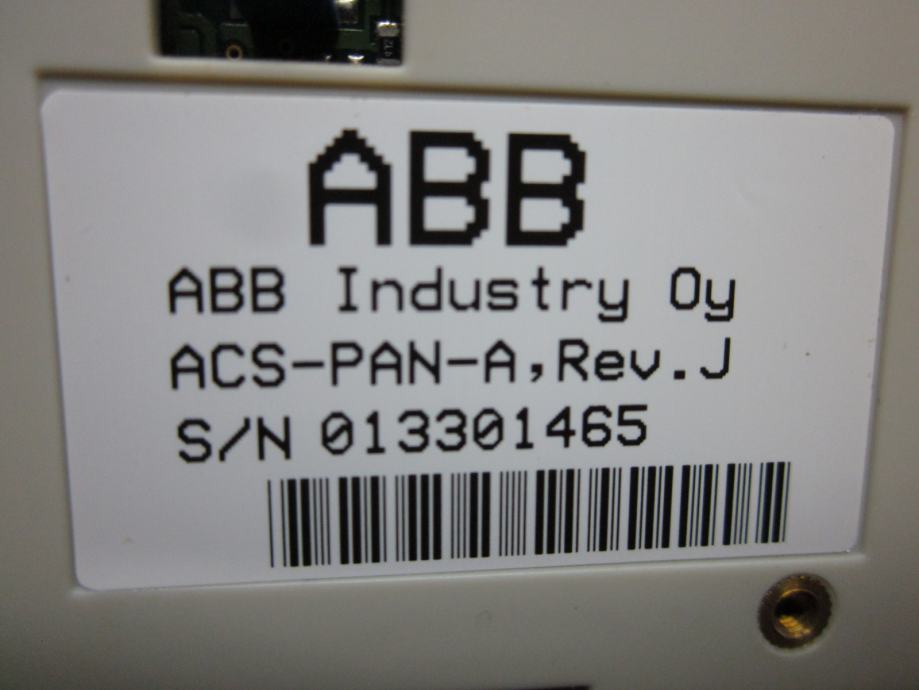 ABB
ABB Industry Oy
ACS-PAN-A,Rev.J
S/N 013301465